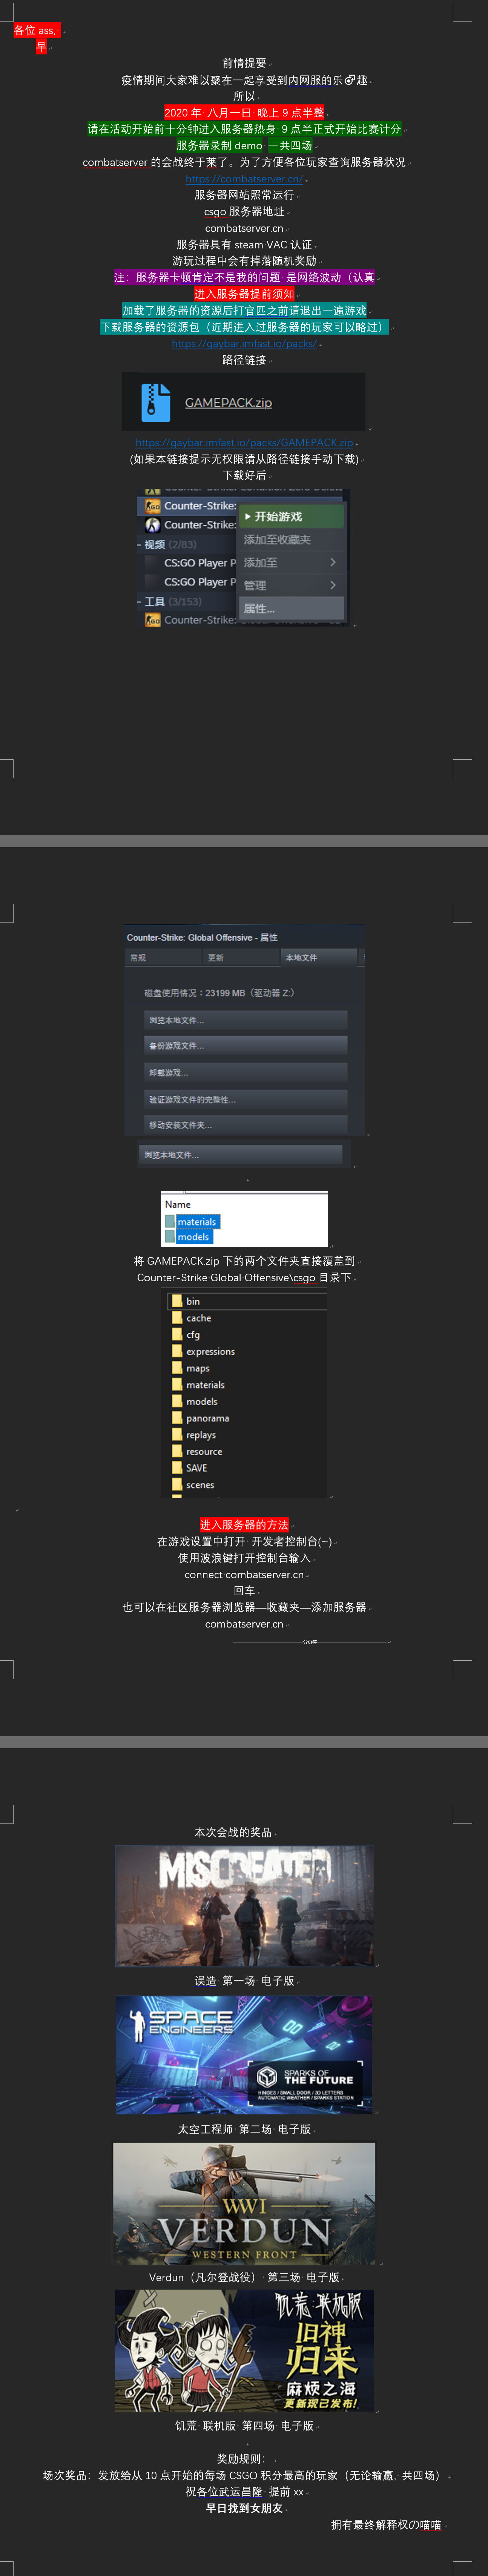 各位 ass,
早
前情提要
疫情期间大家难以聚在一起享受到内网服的乐♂趣
所以
2020 年 八月一日 晚上 9 点半整
请在活动开始前十分钟进入服务器热身 9 点半正式开始比赛计分
服务器录制 demo 一共四场
combatserver 的会战终于来了。为了方便各位玩家查询服务器状况
https://combatserver.cn/
服务器网站照常运行
csgo 服务器地址
combatserver.cn
服务器具有 steam VAC 认证
游玩过程中会有掉落随机奖励
注：服务器卡顿肯定不是我的问题 是网络波动（认真
进入服务器提前须知
加载了服务器的资源后打官匹之前请退出一遍游戏
下载服务器的资源包（近期进入过服务器的玩家可以略过）
https://gaybar.imfast.io/packs/
路径链接
GAMEPACK.zip
https://gaybar.imfast.io/packs/GAMEPACK.zip
(如果本链接提示无权限请从路径链接手动下载)
下载好后
Counter-Strike:
开始游戏
Counter-Strike:
添加至收藏夹
- 视频 (2/83)
CS:GO Player P
添加至
CS:GO Player P
管理
- 工具 (3/153)
属性...
Counter-Strike: Global Offensive - 属性
常规 更新 本地文件
磁盘使用情况：23199 MB（驱动器 Z:）
浏览本地文件...
备份游戏文件...
卸载游戏...
验证游戏文件的完整性...
移动安装文件夹...
浏览本地文件...
Name
materials
models
将 GAMEPACK.zip 下的两个文件夹直接覆盖到
Counter-Strike Global Offensive\csgo 目录下
bin
cache
cfg
expressions
maps
materials
models
panorama
replays
resource
SAVE
scenes
进入服务器的方法
在游戏设置中打开 开发者控制台(~)
使用波浪键打开控制台输入
connect combatserver.cn
回车
也可以在社区服务器浏览器—收藏夹—添加服务器
combatserver.cn
本次会战的奖品
MISCREATED
误造 第一场 电子版
SPACE
ENGINEERS
SPARKS OF
THE FUTURE
HINGES / SMALL DOOR / 3D LETTERS
AUTOMATIC WEATHER / SPARKS STATION
太空工程师 第二场 电子版
WWI
VERDUN
WESTERN FRONT
Verdun（凡尔登战役） 第三场 电子版
饥荒:联机版
旧神
归来
麻烦之海
更新现已发布!
饥荒 联机版 第四场 电子版
奖励规则：
场次奖品：发放给从 10 点开始的每场 CSGO 积分最高的玩家（无论输赢, 共四场）
祝各位武运昌隆 提前 xx
早日找到女朋友
拥有最终解释权の喵喵